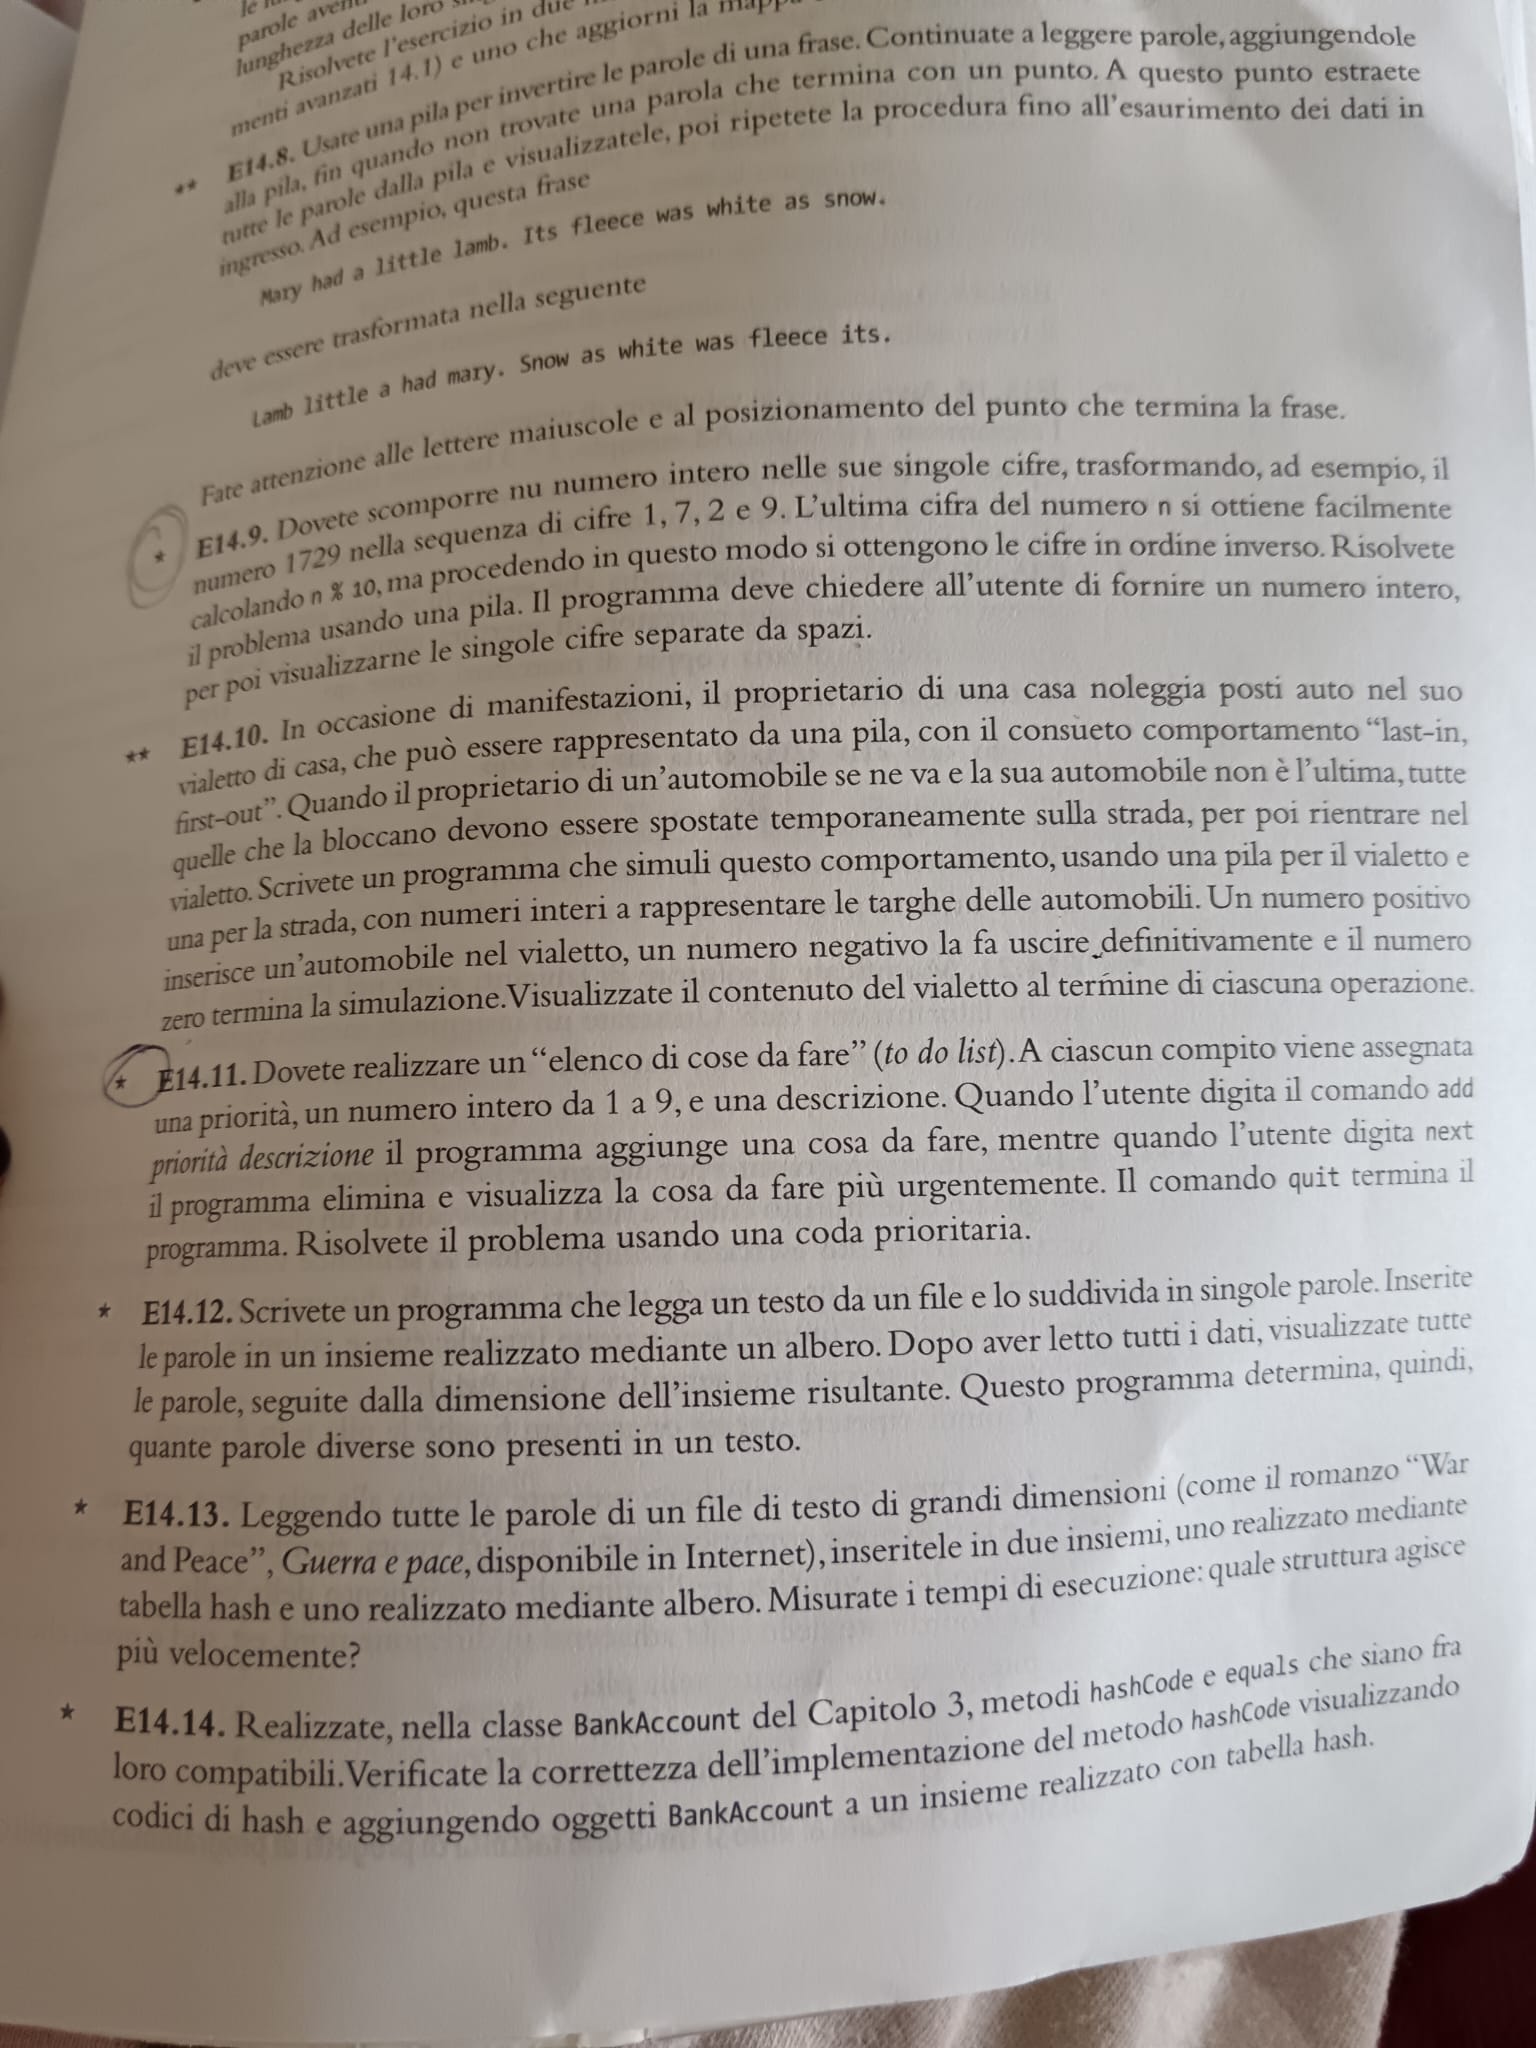 parole
lunghezza delle loro
Risolvete l'esercizio in due
menti avanzati 14.1) e uno che aggiorni la
** E14.8. Usate una pila per invertire le parole di una frase. Continuate a leggere parole, aggiungendole
alla pila, fin quando non trovate una parola che termina con un punto. A questo punto estraete
tutte le parole dalla pila e visualizzatele, poi ripetete la procedura fino all'esaurimento dei dati in
ingresso. Ad esempio, questa frase
Mary had a little lamb. Its fleece was white as snow.
deve essere trasformata nella seguente
Lamb little a had mary. Snow as white was fleece its.
Fate attenzione alle lettere maiuscole e al posizionamento del punto che termina la frase.
* E14.9. Dovete scomporre nu numero intero nelle sue singole cifre, trasformando, ad esempio, il
numero 1729 nella sequenza di cifre 1, 7, 2 e 9. L'ultima cifra del numero n si ottiene facilmente
calcolando n % 10, ma procedendo in questo modo si ottengono le cifre in ordine inverso. Risolvete
il problema usando una pila. Il programma deve chiedere all'utente di fornire un numero intero,
per poi visualizzarne le singole cifre separate da spazi.
** E14.10. In occasione di manifestazioni, il proprietario di una casa noleggia posti auto nel suo
vialetto di casa, che può essere rappresentato da una pila, con il consueto comportamento “last-in,
first-out”. Quando il proprietario di un'automobile se ne va e la sua automobile non è l'ultima, tutte
quelle che la bloccano devono essere spostate temporaneamente sulla strada, per poi rientrare nel
vialetto. Scrivete un programma che simuli questo comportamento, usando una pila per il vialetto e
una per la strada, con numeri interi a rappresentare le targhe delle automobili. Un numero positivo
inserisce un'automobile nel vialetto, un numero negativo la fa uscire definitivamente e il numero
zero termina la simulazione. Visualizzate il contenuto del vialetto al termine di ciascuna operazione.
* E14.11. Dovete realizzare un “elenco di cose da fare” (to do list). A ciascun compito viene assegnata
una priorità, un numero intero da 1 a 9, e una descrizione. Quando l'utente digita il comando add
priorità descrizione il programma aggiunge una cosa da fare, mentre quando l'utente digita next
il programma elimina e visualizza la cosa da fare più urgentemente. Il comando quit termina il
programma. Risolvete il problema usando una coda prioritaria.
* E14.12. Scrivete un programma che legga un testo da un file e lo suddivida in singole parole. Inserite
le parole in un insieme realizzato mediante un albero. Dopo aver letto tutti i dati, visualizzate tutte
le parole, seguite dalla dimensione dell'insieme risultante. Questo programma determina, quindi,
quante parole diverse sono presenti in un testo.
* E14.13. Leggendo tutte le parole di un file di testo di grandi dimensioni (come il romanzo “War
and Peace”, Guerra e pace, disponibile in Internet), inseritele in due insiemi, uno realizzato mediante
tabella hash e uno realizzato mediante albero. Misurate i tempi di esecuzione: quale struttura agisce
più velocemente?
* E14.14. Realizzate, nella classe BankAccount del Capitolo 3, metodi hashCode e equals che siano fra
loro compatibili. Verificate la correttezza dell'implementazione del metodo hashCode visualizzando
codici di hash e aggiungendo oggetti BankAccount a un insieme realizzato con tabella hash.